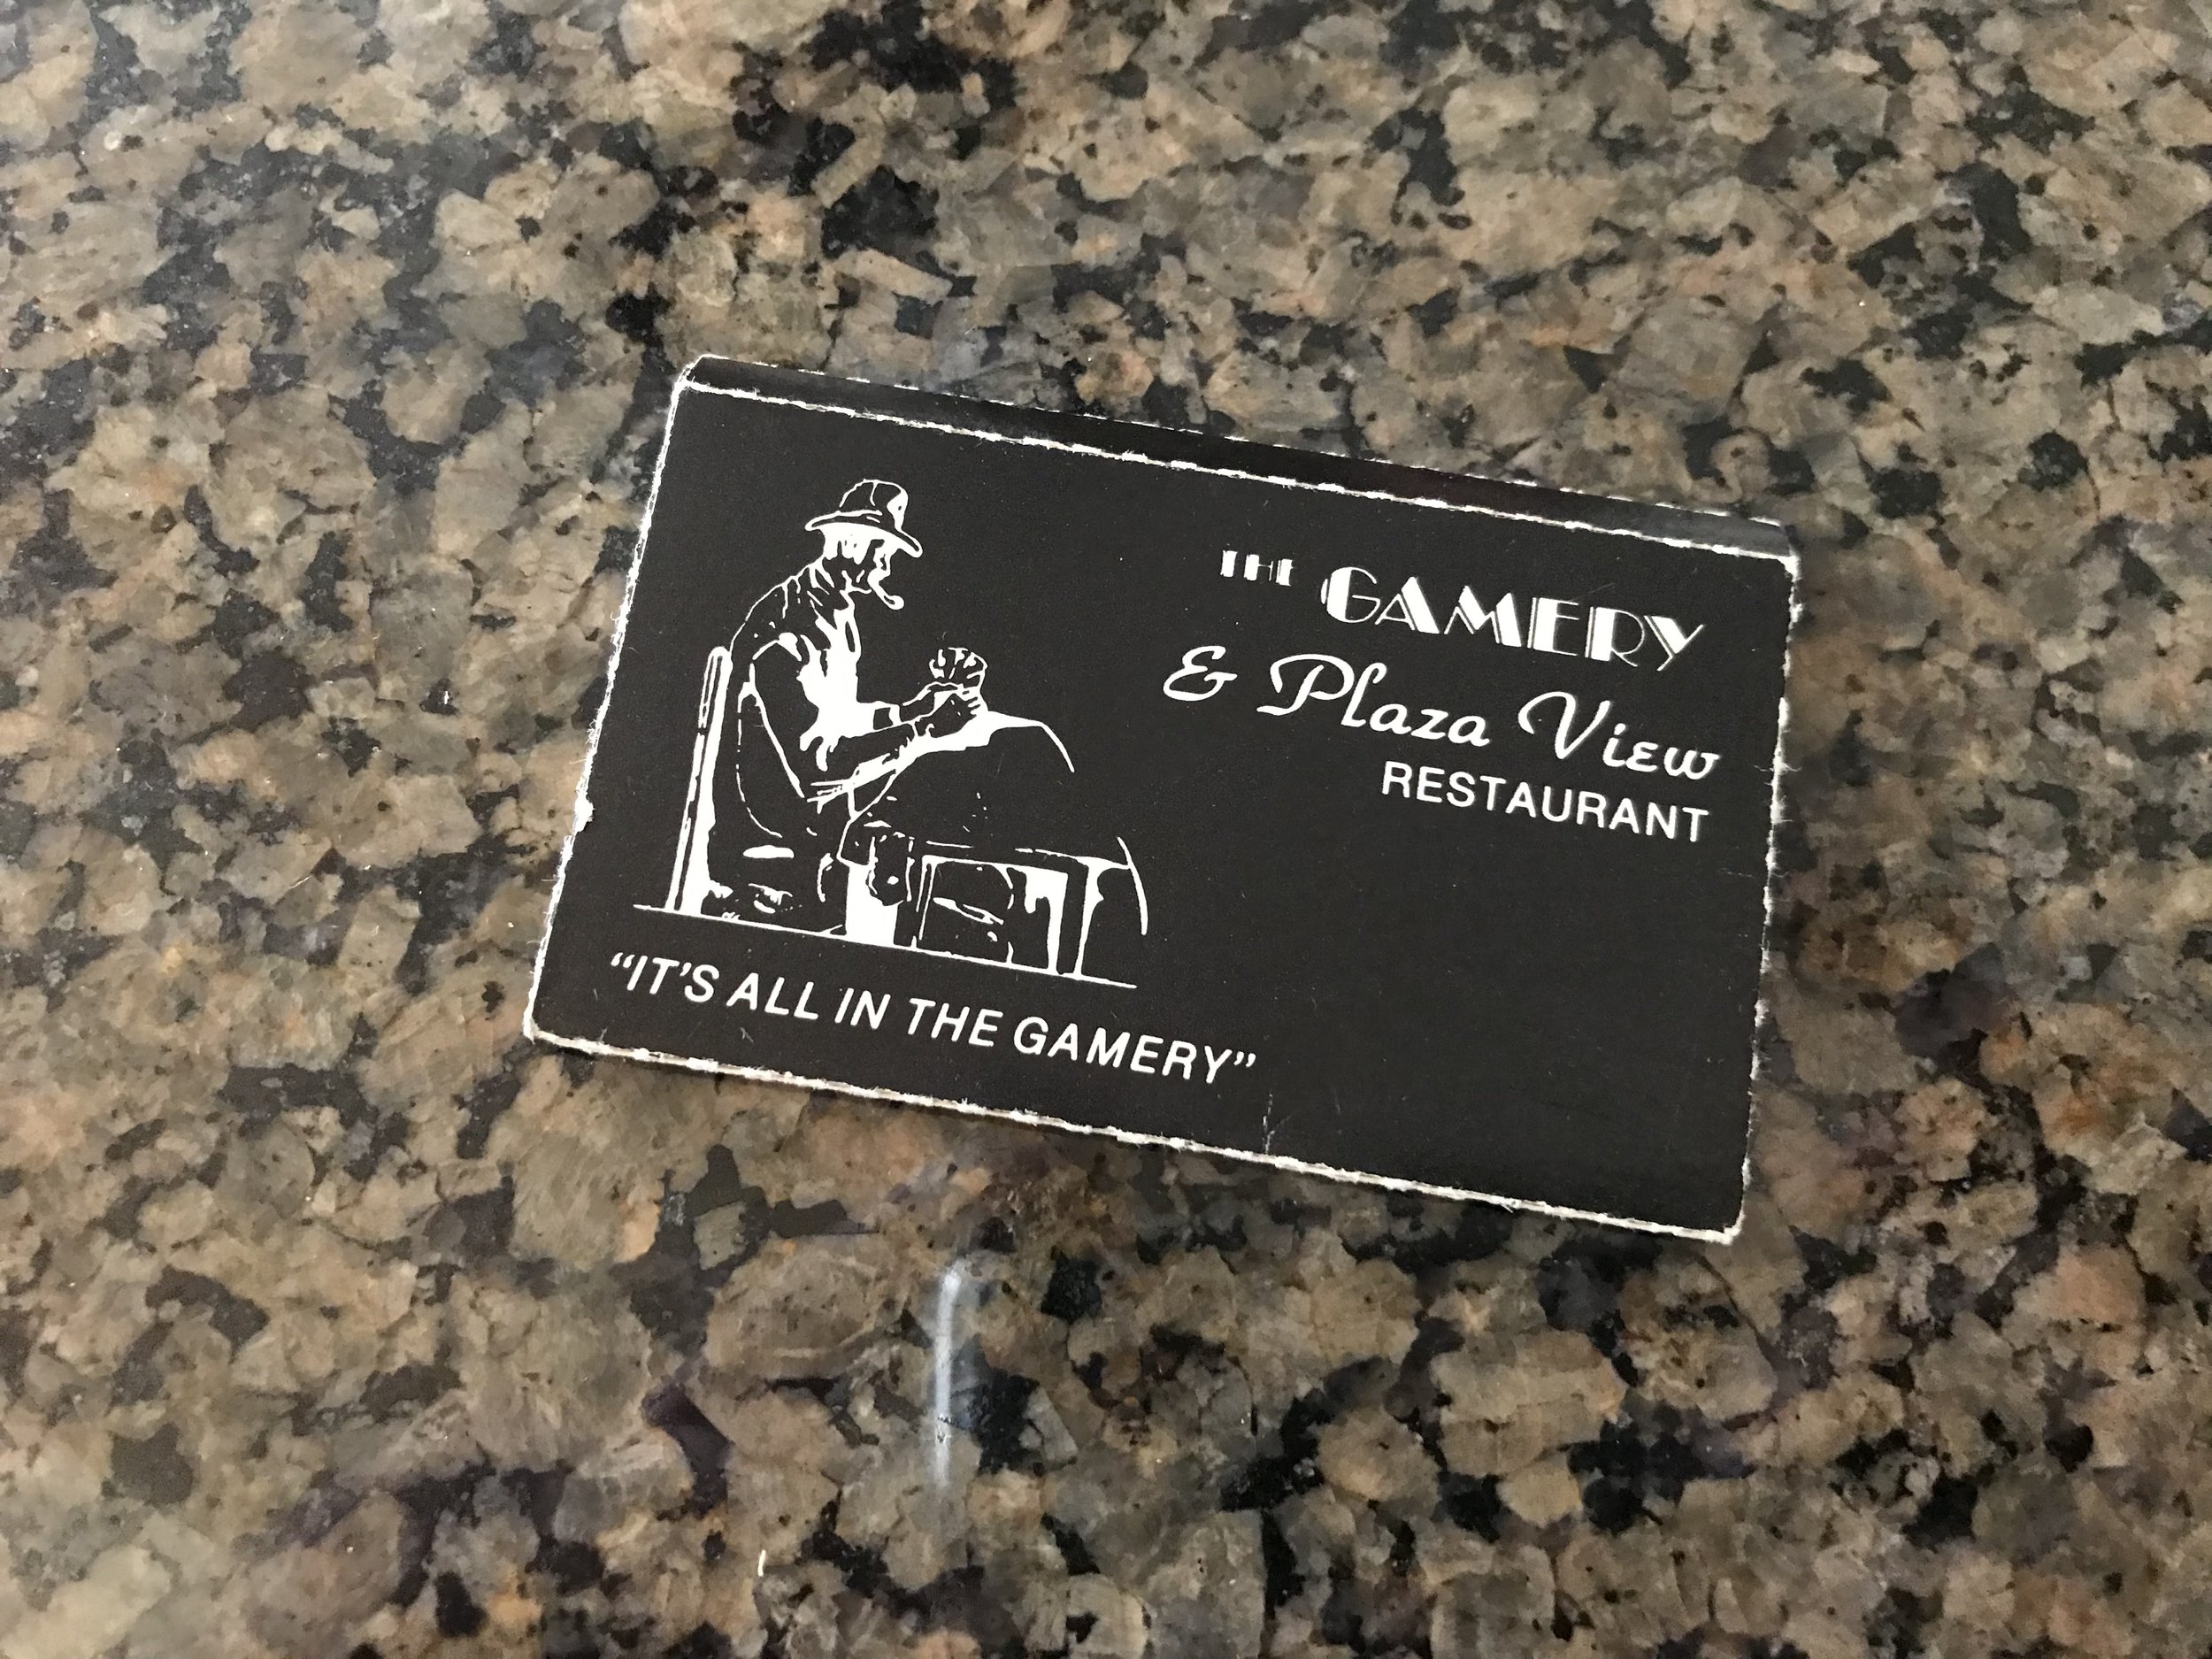 THE GAMERY
& Plaza View
RESTAURANT
“IT’S ALL IN THE GAMERY”